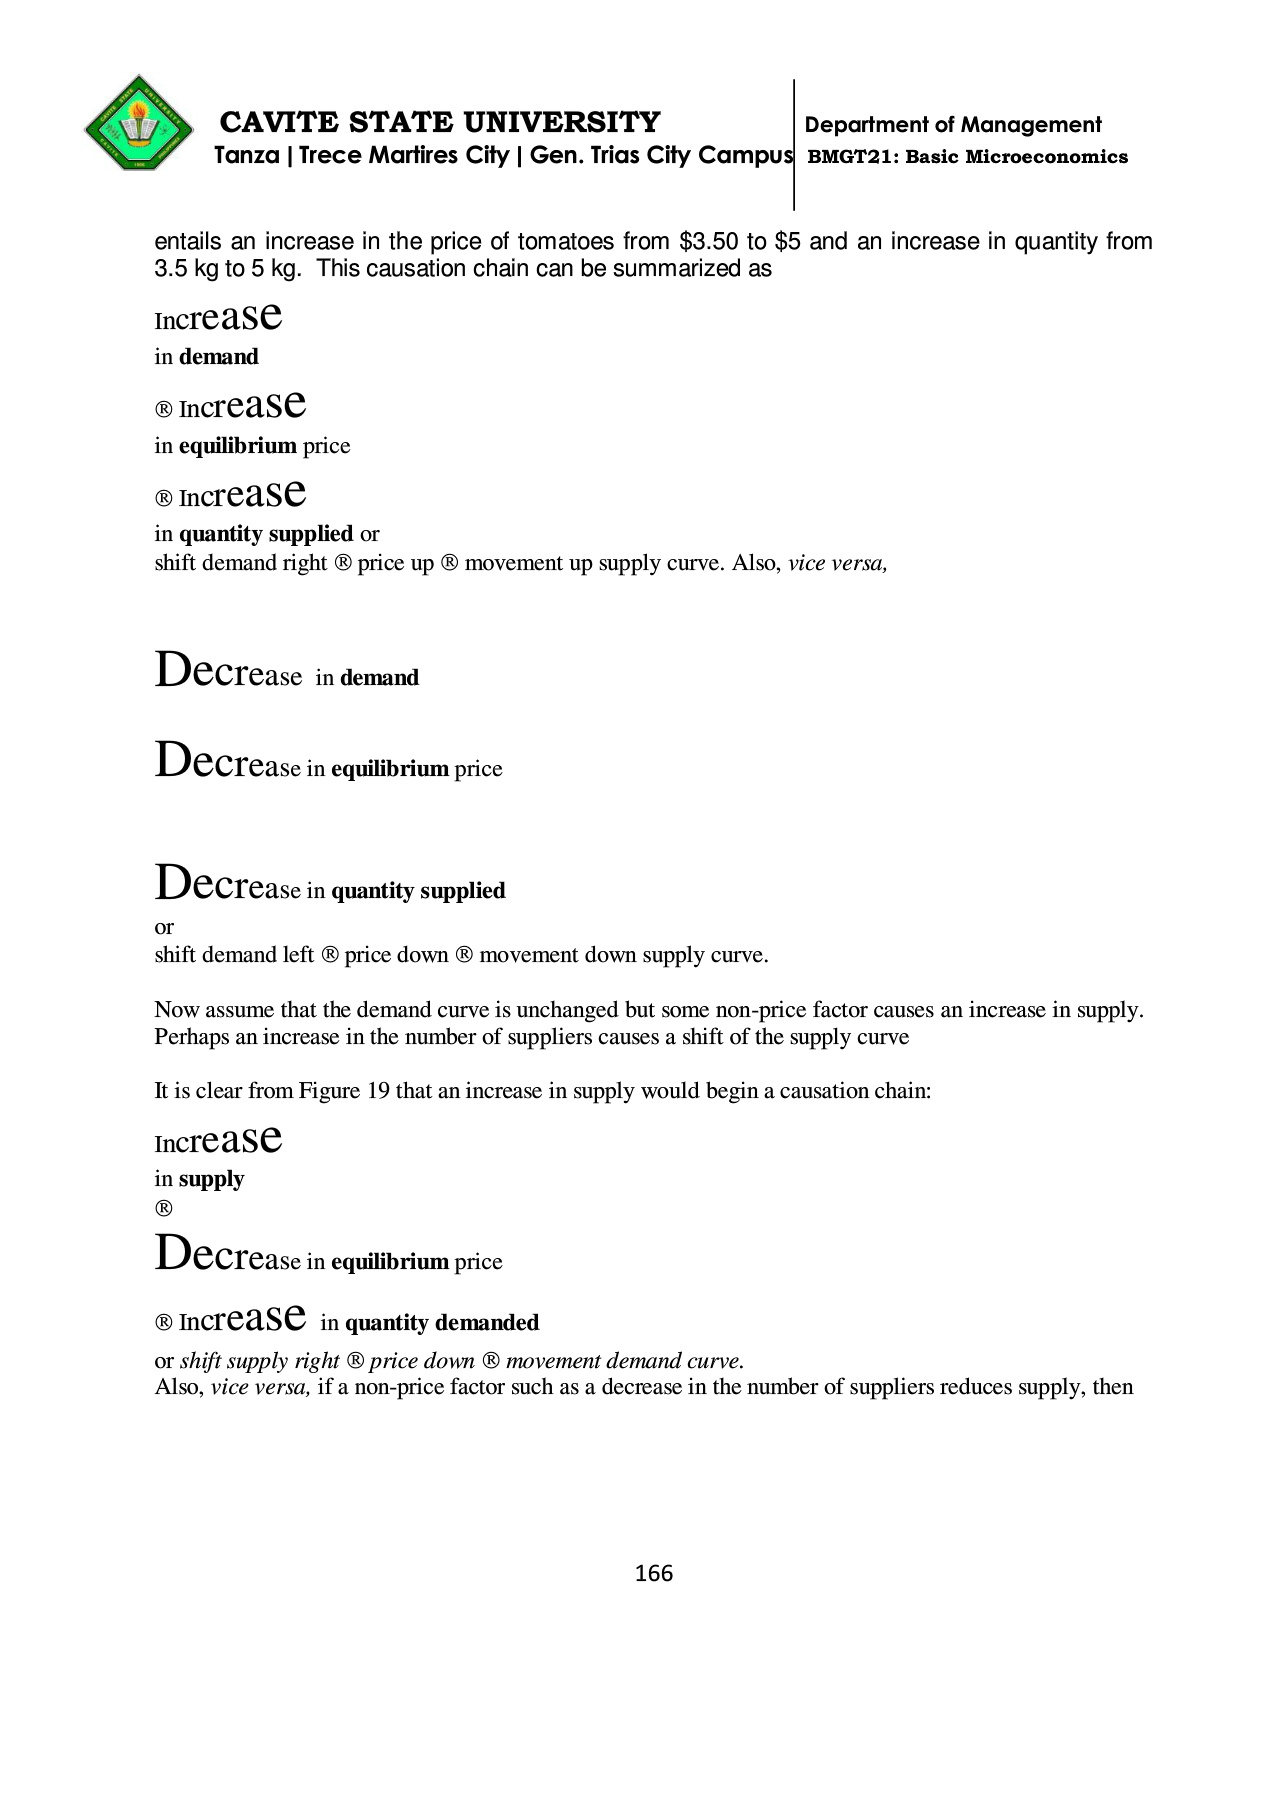 CAVITE STATE UNIVERSITY
Tanza | Trece Martires City | Gen. Trias City Campus
Department of Management
BMGT21: Basic Microeconomics
entails an increase in the price of tomatoes from $3.50 to $5 and an increase in quantity from
3.5 kg to 5 kg. This causation chain can be summarized as
Increase
in demand
® Increase
in equilibrium price
® Increase
in quantity supplied or
shift demand right ® price up ® movement up supply curve. Also, vice versa,
Decrease in demand
Decrease in equilibrium price
Decrease in quantity supplied
or
shift demand left ® price down ® movement down supply curve.
Now assume that the demand curve is unchanged but some non-price factor causes an increase in supply.
Perhaps an increase in the number of suppliers causes a shift of the supply curve
It is clear from Figure 19 that an increase in supply would begin a causation chain:
Increase
in supply
®
Decrease in equilibrium price
® Increase in quantity demanded
or shift supply right ® price down ® movement demand curve.
Also, vice versa, if a non-price factor such as a decrease in the number of suppliers reduces supply, then
166